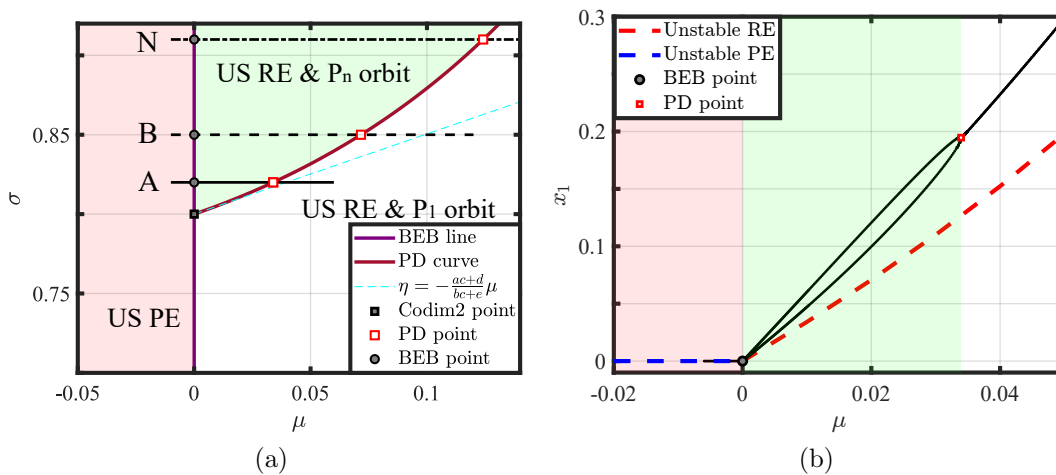 N
US RE & Pn orbit
0.85
B
A
σ
US RE & P1 orbit
0.75
US PE
BEB line
PD curve
η = −ac+d/bc+e μ
Codim2 point
PD point
BEB point
-0.05
0
0.05
0.1
μ
(a)
0.3
Unstable RE
Unstable PE
BEB point
PD point
0.2
x1
0.1
0
-0.02
0
0.02
0.04
μ
(b)